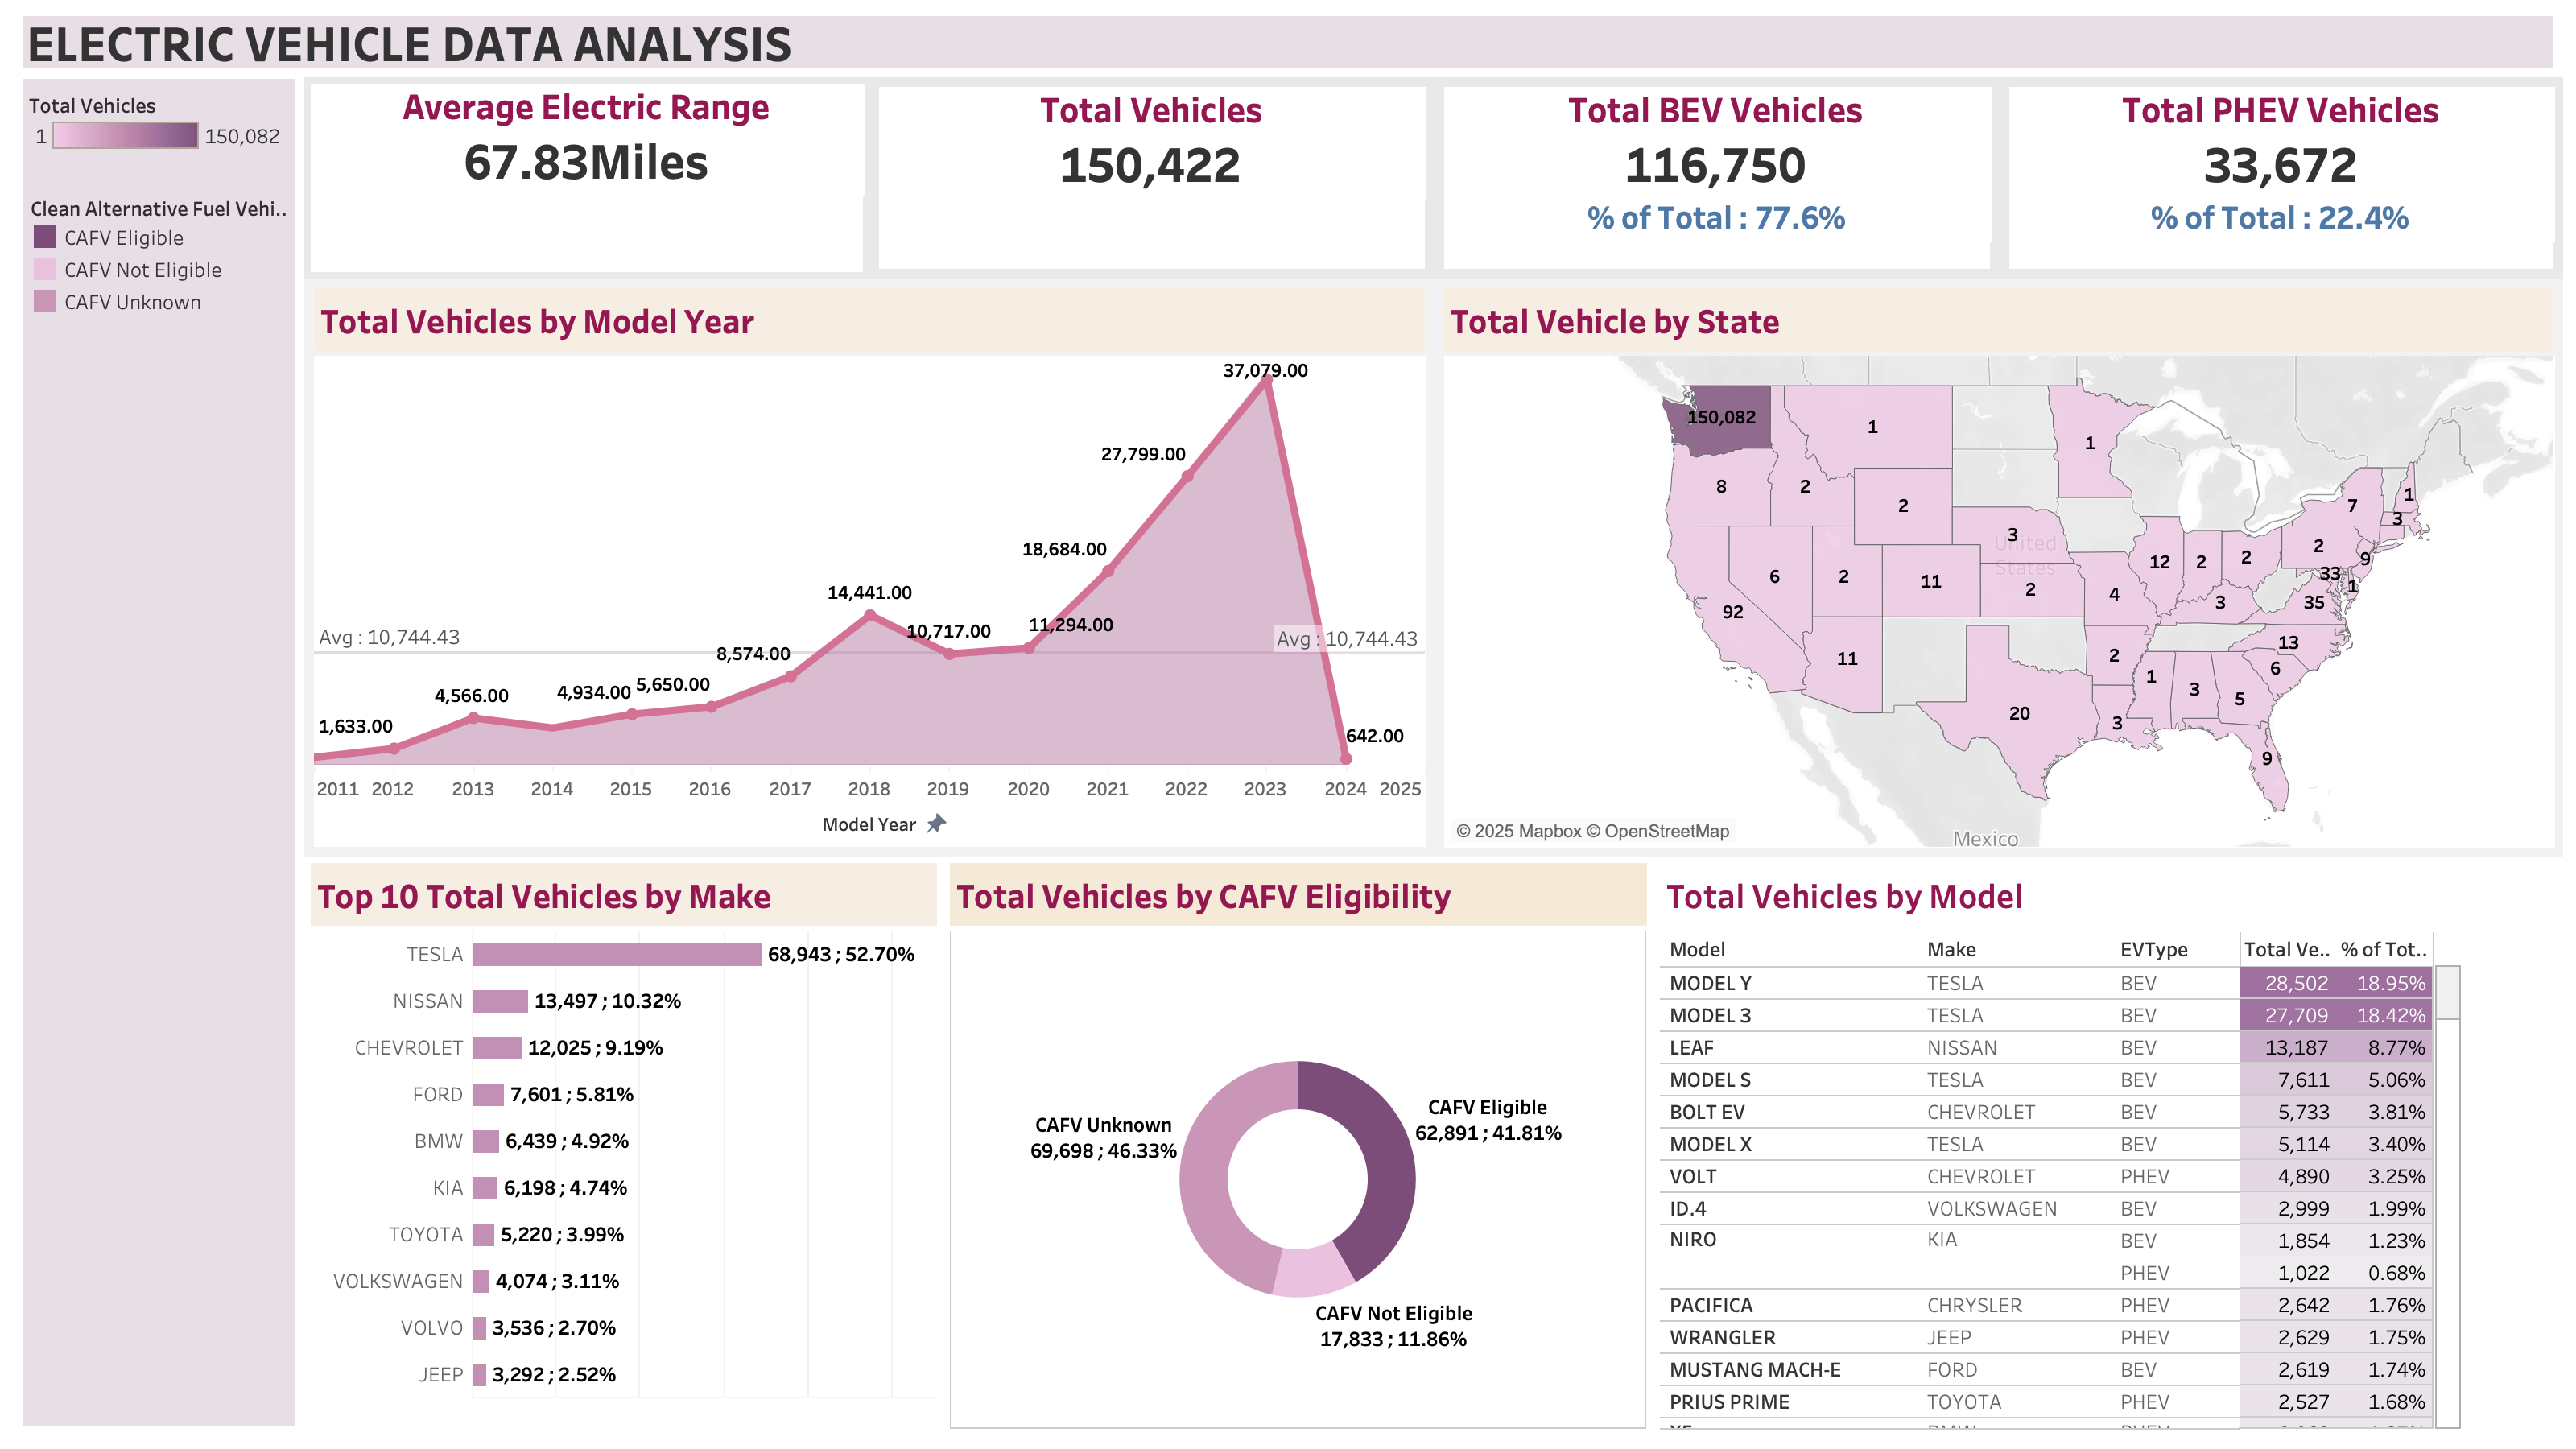 ELECTRIC VEHICLE DATA ANALYSIS
Total Vehicles
1 150,082
Clean Alternative Fuel Vehi..
CAFV Eligible
CAFV Not Eligible
CAFV Unknown
Average Electric Range
67.83Miles
Total Vehicles
150,422
Total BEV Vehicles
116,750
% of Total : 77.6%
Total PHEV Vehicles
33,672
% of Total : 22.4%
Total Vehicles by Model Year
37,079.00
27,799.00
18,684.00
14,441.00
10,717.00 11,294.00
Avg : 10,744.43 Avg : 10,744.43
8,574.00
4,566.00 4,934.00 5,650.00
1,633.00 642.00
2011 2012 2013 2014 2015 2016 2017 2018 2019 2020 2021 2022 2023 2024 2025
Model Year
Total Vehicle by State
150,082 1 1
8 2 2 7 1
3 3
United
States
6 2 11 2 4 12 2 2 2 9
92 3 35 33 1
11 2 13
1 3 5 6
20 3 9
© 2025 Mapbox © OpenStreetMap
Mexico
Top 10 Total Vehicles by Make
TESLA 68,943 ; 52.70%
NISSAN 13,497 ; 10.32%
CHEVROLET 12,025 ; 9.19%
FORD 7,601 ; 5.81%
BMW 6,439 ; 4.92%
KIA 6,198 ; 4.74%
TOYOTA 5,220 ; 3.99%
VOLKSWAGEN 4,074 ; 3.11%
VOLVO 3,536 ; 2.70%
JEEP 3,292 ; 2.52%
Total Vehicles by CAFV Eligibility
CAFV Eligible
62,891 ; 41.81%
CAFV Unknown
69,698 ; 46.33%
CAFV Not Eligible
17,833 ; 11.86%
Total Vehicles by Model
Model Make EVType Total Ve.. % of Tot..
MODEL Y TESLA BEV 28,502 18.95%
MODEL 3 TESLA BEV 27,709 18.42%
LEAF NISSAN BEV 13,187 8.77%
MODEL S TESLA BEV 7,611 5.06%
BOLT EV CHEVROLET BEV 5,733 3.81%
MODEL X TESLA BEV 5,114 3.40%
VOLT CHEVROLET PHEV 4,890 3.25%
ID.4 VOLKSWAGEN BEV 2,999 1.99%
NIRO KIA BEV 1,854 1.23%
PHEV 1,022 0.68%
PACIFICA CHRYSLER PHEV 2,642 1.76%
WRANGLER JEEP PHEV 2,629 1.75%
MUSTANG MACH-E FORD BEV 2,619 1.74%
PRIUS PRIME TOYOTA PHEV 2,527 1.68%